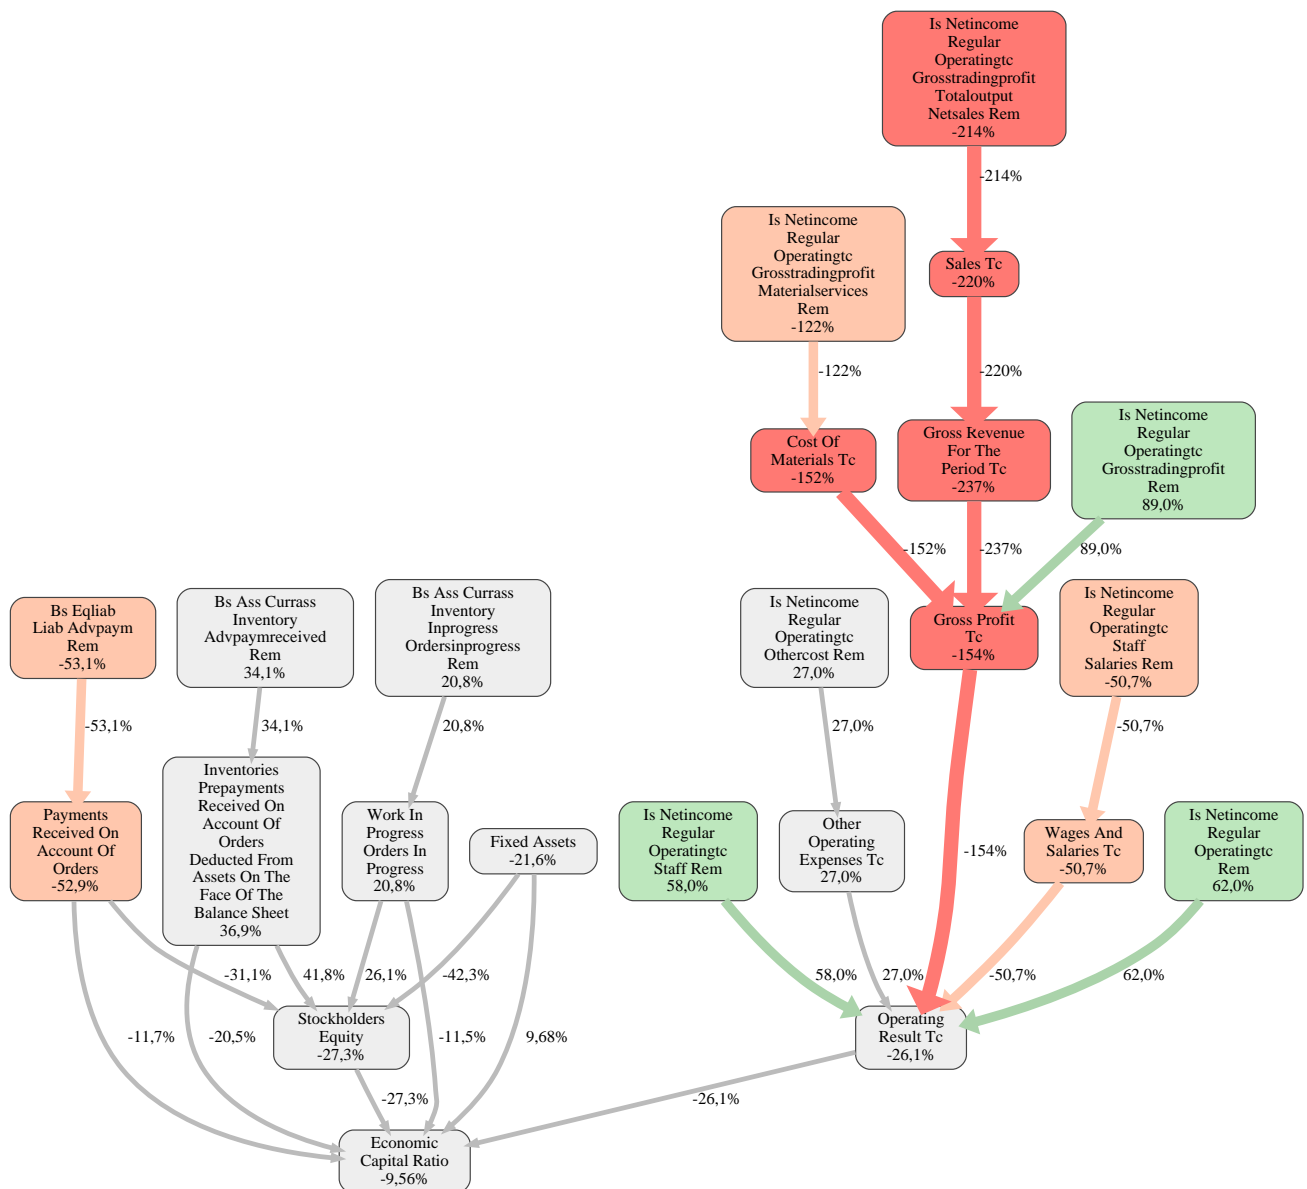 Is Netincome
Regular
Operatingtc
Grosstradingprofit
Totaloutput
Netsales Rem
-214%
-214%
Is Netincome
Regular
Operatingtc
Grosstradingprofit
Materialservices
Rem
-122%
Sales Tc
-220%
-122%
-220%
Cost Of
Materials Tc
-152%
Gross Revenue
For The
Period Tc
-237%
Is Netincome
Regular
Operatingtc
Grosstradingprofit
Rem
89,0%
-152%
-237%
89,0%
Bs Eqliab
Liab Advpaym
Rem
-53,1%
Bs Ass Currass
Inventory
Advpaymreceived
Rem
34,1%
Bs Ass Currass
Inventory
Inprogress
Ordersinprogress
Rem
20,8%
Is Netincome
Regular
Operatingtc
Othercost Rem
27,0%
Gross Profit
Tc
-154%
Is Netincome
Regular
Operatingtc
Staff
Salaries Rem
-50,7%
-53,1%
34,1%
20,8%
27,0%
-50,7%
Payments
Received On
Account Of
Orders
-52,9%
Inventories
Prepayments
Received On
Account Of
Orders
Deducted From
Assets On The
Face Of The
Balance Sheet
36,9%
Work In
Progress
Orders In
Progress
20,8%
Fixed Assets
-21,6%
Is Netincome
Regular
Operatingtc
Staff Rem
58,0%
Other
Operating
Expenses Tc
27,0%
-154%
Wages And
Salaries Tc
-50,7%
Is Netincome
Regular
Operatingtc
Rem
62,0%
-31,1%
41,8%
26,1%
-42,3%
58,0%
27,0%
-50,7%
62,0%
-11,7%
-20,5%
Stockholders
Equity
-27,3%
-11,5%
9,68%
Operating
Result Tc
-26,1%
-27,3%
-26,1%
Economic
Capital Ratio
-9,56%